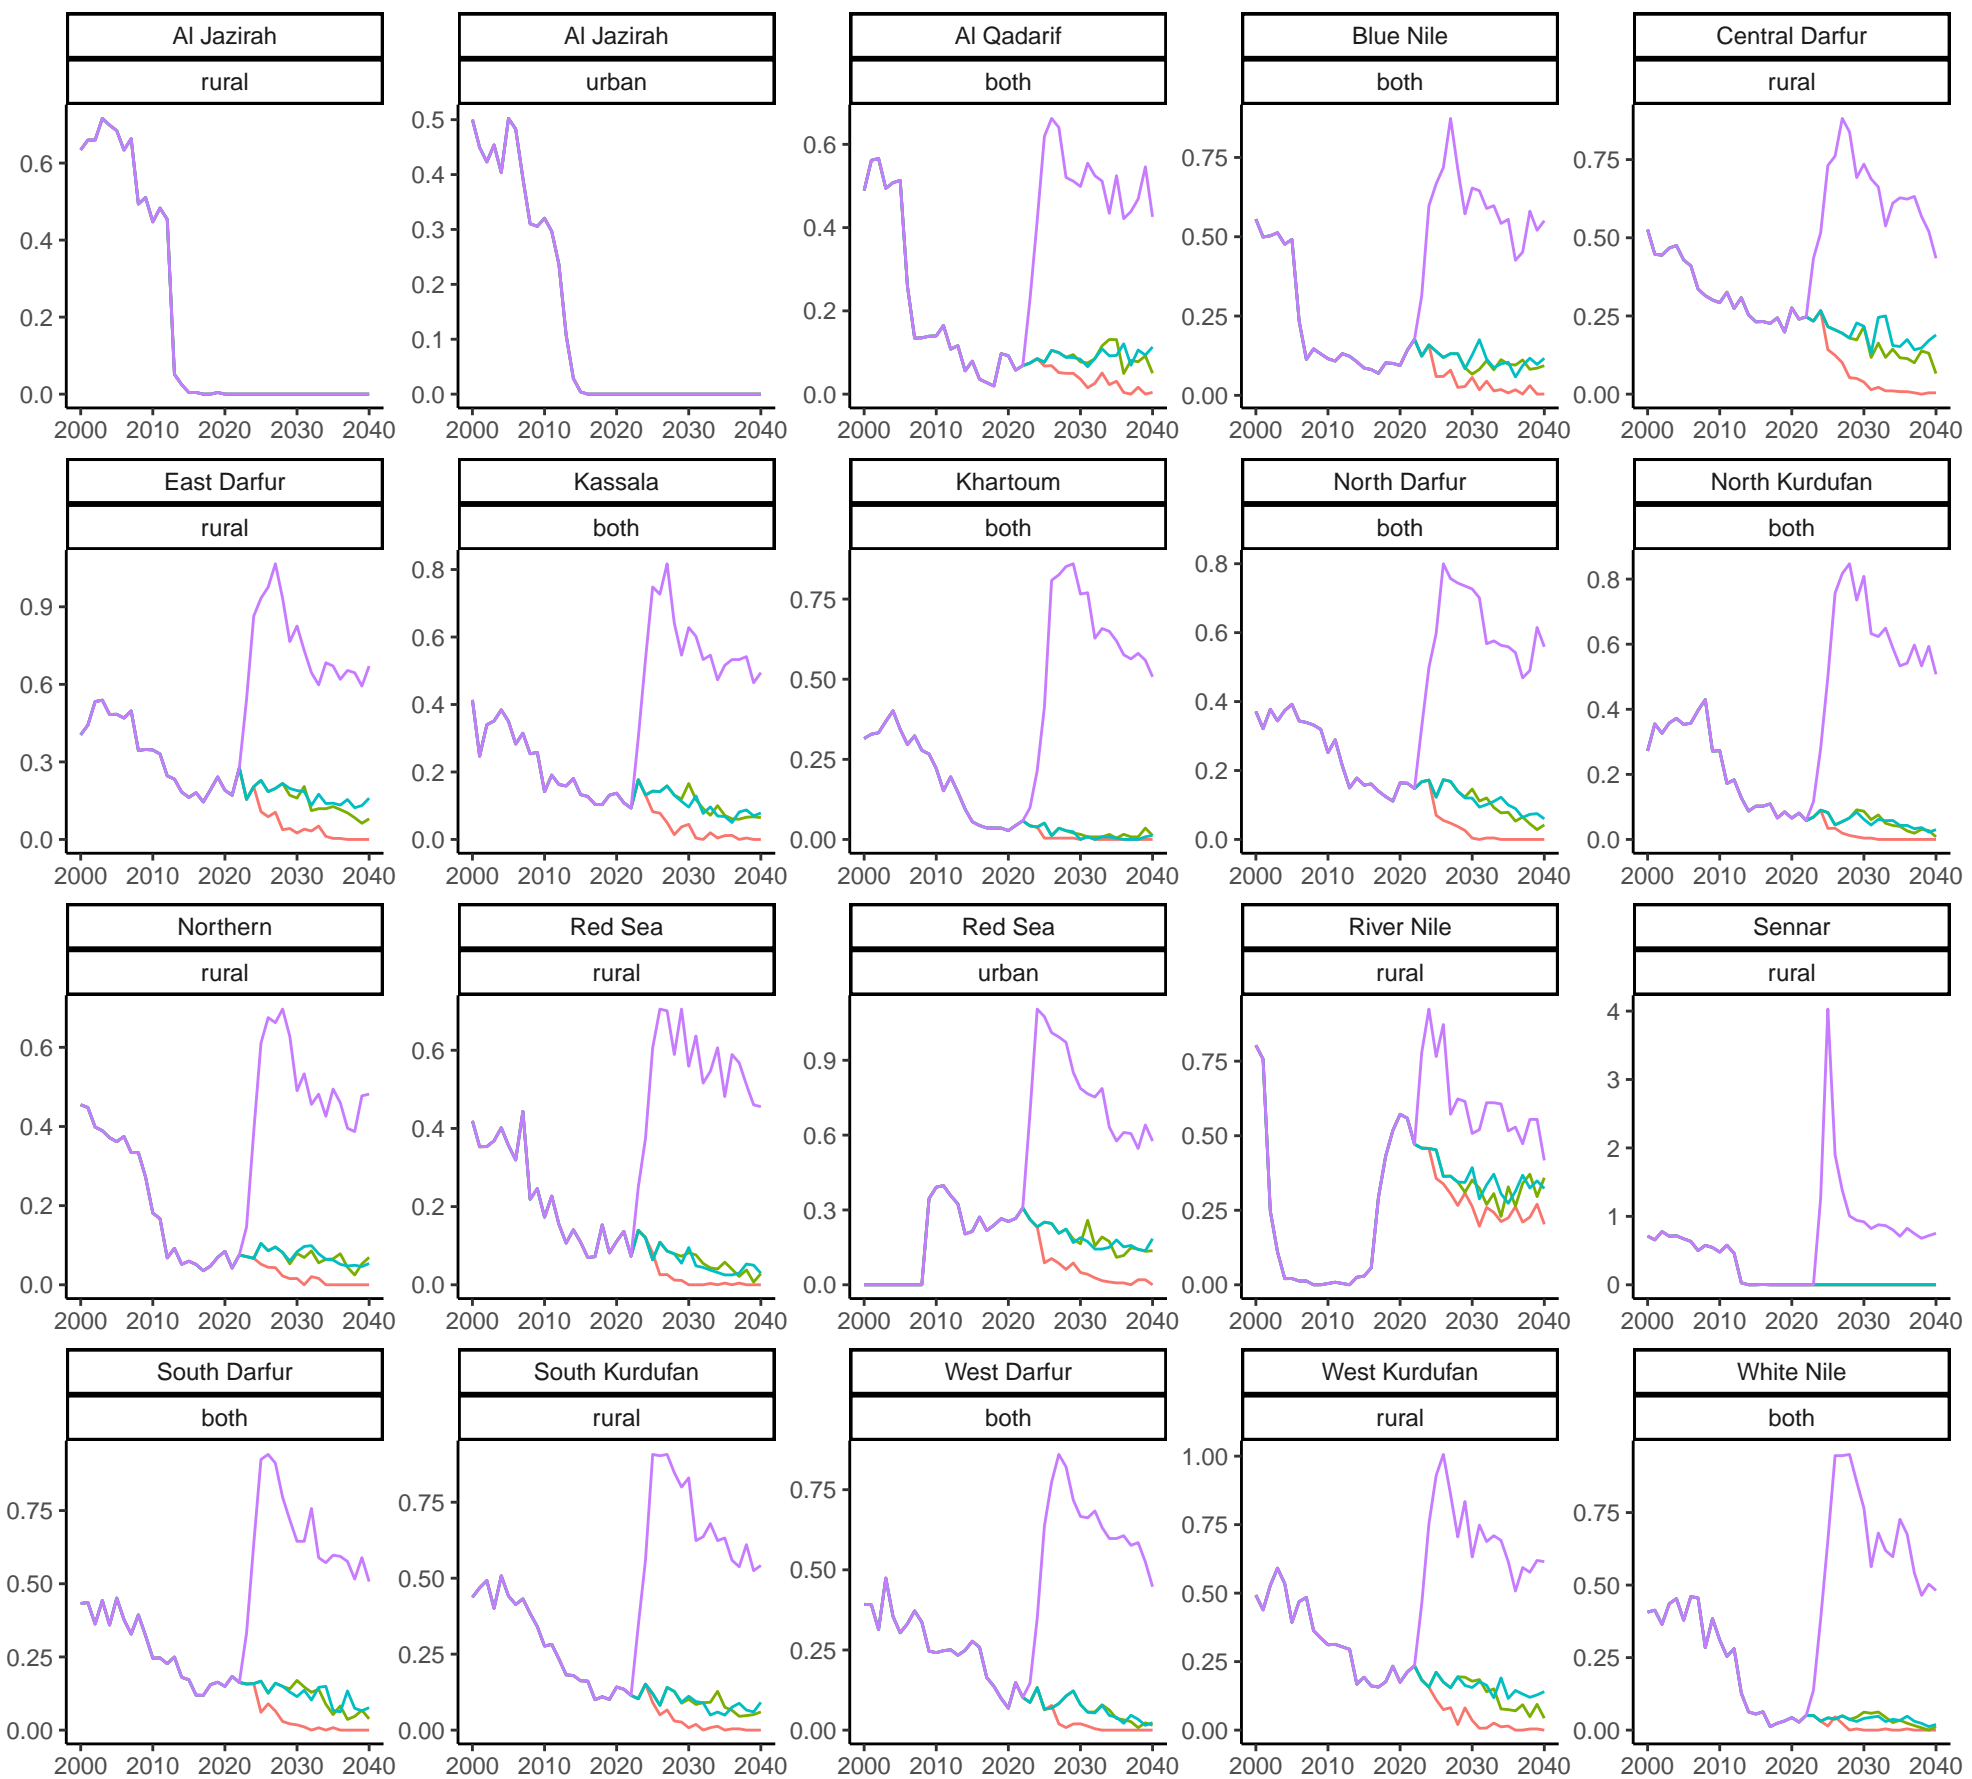 Al Jazirah Al Jazirah Al Qadarif Blue Nile Central Darfur
rural urban both both rural
0.6 0.4 0.2 0.0
0.5 0.4 0.3 0.2 0.1 0.0
0.6 0.4 0.2 0.0
0.75 0.50 0.25 0.00
0.75 0.50 0.25 0.00
2000 2010 2020 2030 2040 2000 2010 2020 2030 2040 2000 2010 2020 2030 2040 2000 2010 2020 2030 2040 2000 2010 2020 2030 2040
East Darfur Kassala Khartoum North Darfur North Kurdufan
rural both both both both
0.9 0.6 0.3 0.0
0.8 0.6 0.4 0.2 0.0
0.75 0.50 0.25 0.00
0.8 0.6 0.4 0.2 0.0
0.8 0.6 0.4 0.2 0.0
2000 2010 2020 2030 2040 2000 2010 2020 2030 2040 2000 2010 2020 2030 2040 2000 2010 2020 2030 2040 2000 2010 2020 2030 2040
Northern Red Sea Red Sea River Nile Sennar
rural rural urban rural rural
0.6 0.4 0.2 0.0
0.6 0.4 0.2 0.0
0.9 0.6 0.3 0.0
0.75 0.50 0.25 0.00
4 3 2 1 0
2000 2010 2020 2030 2040 2000 2010 2020 2030 2040 2000 2010 2020 2030 2040 2000 2010 2020 2030 2040 2000 2010 2020 2030 2040
South Darfur South Kurdufan West Darfur West Kurdufan White Nile
both rural both rural both
0.75 0.50 0.25 0.00
0.75 0.50 0.25 0.00
0.75 0.50 0.25 0.00
1.00 0.75 0.50 0.25 0.00
0.75 0.50 0.25 0.00
2000 2010 2020 2030 2040 2000 2010 2020 2030 2040 2000 2010 2020 2030 2040 2000 2010 2020 2030 2040 2000 2010 2020 2030 2040